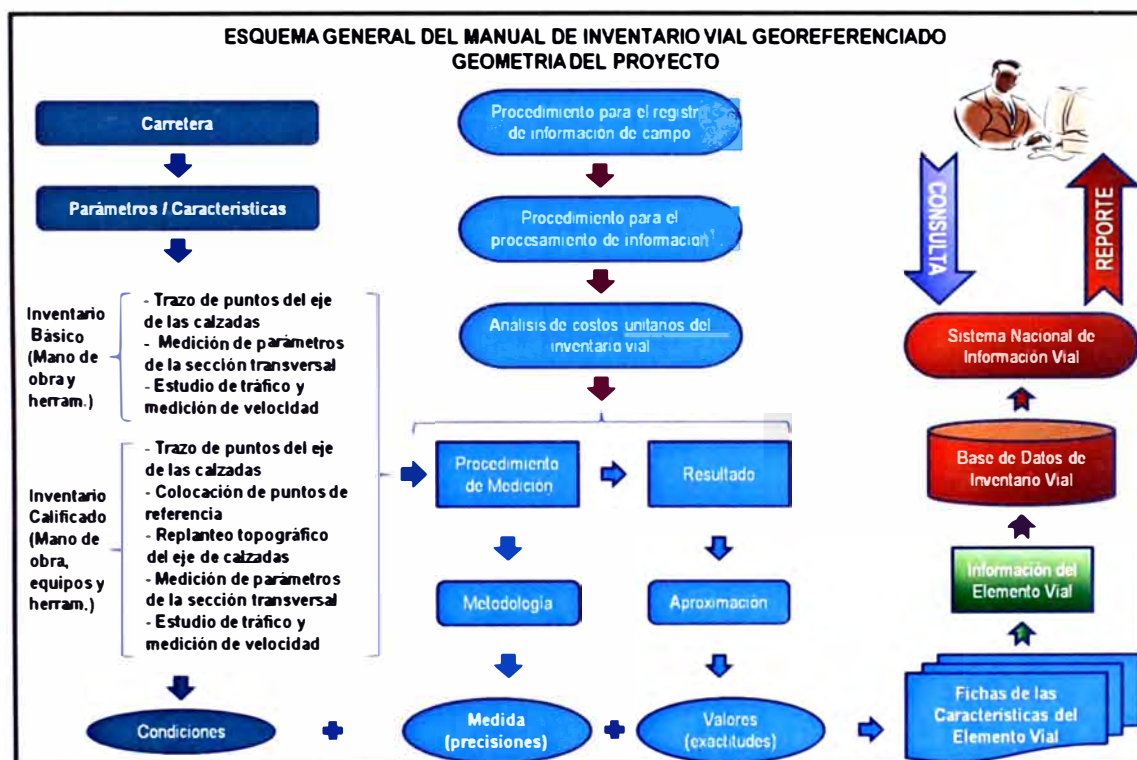 ESQUEMA GENERAL DEL MANUAL DE INVENTARIO VIAL GEOREFERENCIADO
GEOMETRIA DEL PROYECTO
Carretera
Parámetros / Características
Inventario
Básico
(Mano de
obra y
herram.)
- Trazo de puntos del eje
de las calzadas
- Medición de parámetros
de la sección transversal
- Estudio de tráfico y
medición de velocidad
Inventario
Calificado
(Mano de
obra,
equipos y
herram.)
- Trazo de puntos del eje
de las calzadas
- Colocación de puntos de
referencia
- Replanteo topográfico
del eje de calzadas
- Medición de parámetros
de la sección transversal
- Estudio de tráfico y
medición de velocidad
Condiciones
Procedimiento para el registr
de información de campo
Procedimiento para el
procesamiento de información
Análisis de costos unitarios del
inventario vial
Procedimiento
de Medición
Resultado
Metodología
Aproximación
Medida
(precisiones)
Valores
(exactitudes)
CONSULTA
REPORTE
Sistema Nacional de
Información Vial
Base de Datos de
Inventario Vial
Información del
Elemento Vial
Fichas de las
Características del
Elemento Vial